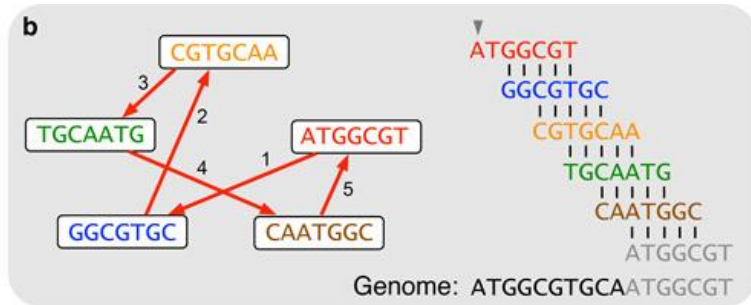 b
CGTGCAA
3
2
TGCAATG
ATGGCGT
1
4
5
GGCGTGC
CAATGGC
ATGGCGT
GGCGTGC
CGTGCAA
TGCAATG
CAATGGC
ATGGCGT
Genome: ATGGCGTGCAATGGCGT